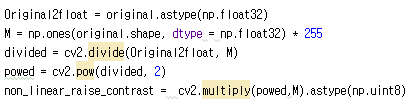 Original2float = original.astype(np.float32)
M = np.ones(original.shape, dtype = np.float32) * 255
divided = cv2.divide(Original2float, M)
powed = cv2.pow(divided, 2)
non_linear_raise_contrast = cv2.multiply(powed,M).astype(np.uint8)